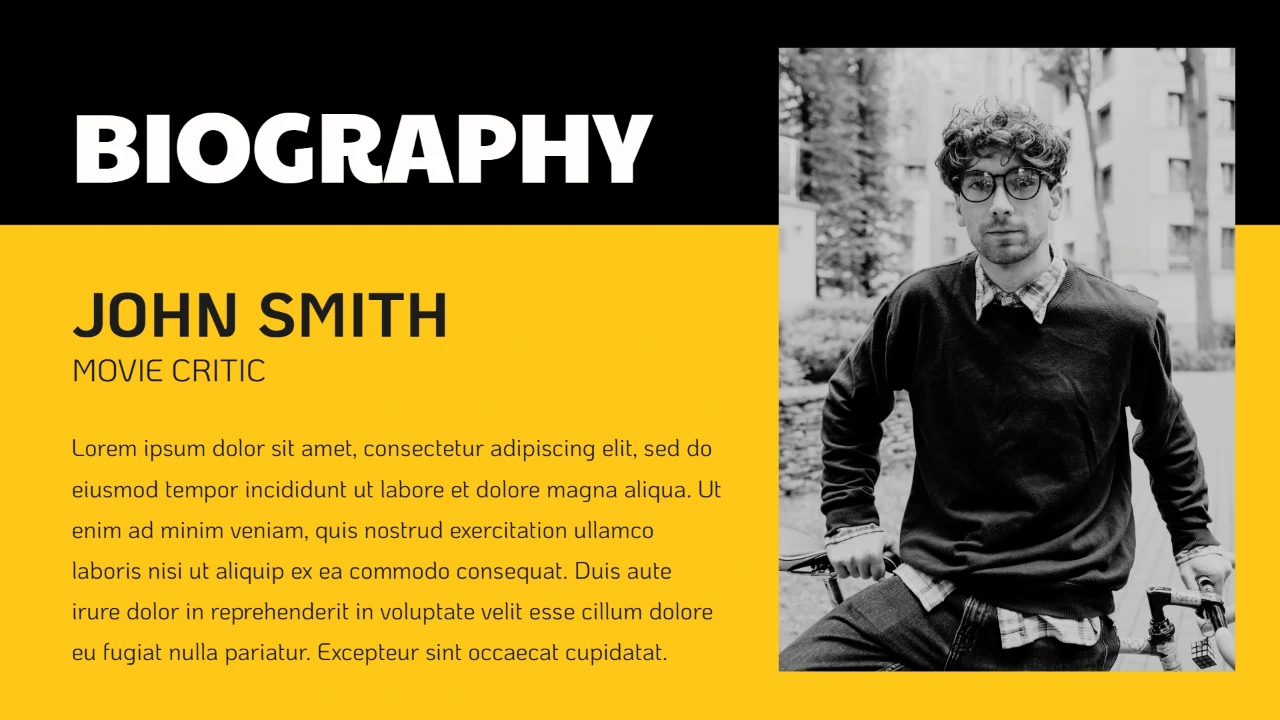 BIOGRAPHY
JOHN SMITH
MOVIE CRITIC
Lorem ipsum dolor sit amet, consectetur adipiscing elit, sed do
eiusmod tempor incididunt ut labore et dolore magna aliqua. Ut
enim ad minim veniam, quis nostrud exercitation ullamco
laboris nisi ut aliquip ex ea commodo consequat. Duis aute
irure dolor in reprehenderit in voluptate velit esse cillum dolore
eu fugiat nulla pariatur. Excepteur sint occaecat cupidatat.